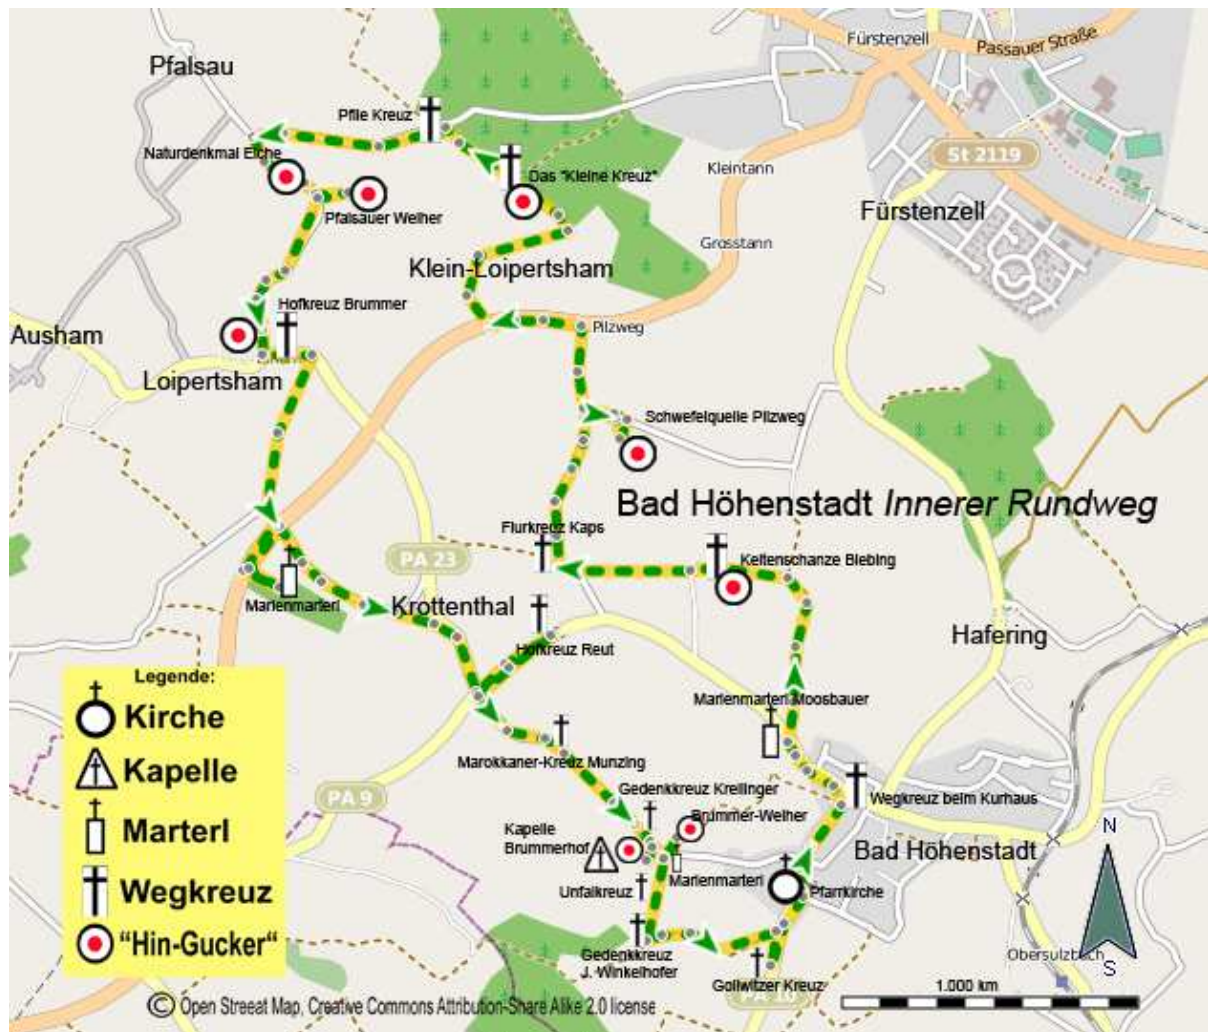 Fürstenzell
Passauer Straße
Pfalsau
Pflie Kreuz
Naturdenkmal Eiche
St 2119
Kleintann
Das "Kleine Kreuz"
Pfalsauer Weiher
Fürstenzell
Grosstann
Klein-Loipertsham
Hofkreuz Brummer
Ausham
Pilzweg
Loipertsham
Schwefelquelle Pilzweg
Bad Höhenstadt Innerer Rundweg
Flurkreuz Kaps
PA 23
Keltenschanze Biebing
Marienmarterl
Krottenthal
Hafering
Hofkreuz Reut
Legende:
Kirche
Kapelle
Marterl
Wegkreuz
"Hin-Gucker"
Marienmarterl Moosbauer
Marokkaner-Kreuz Munzing
PA 9
Gedenkkreuz Kreilinger
Brummer-Weiher
Wegkreuz beim Kurhaus
Kapelle
Brummerhof
Bad Höhenstadt
N
Unfalkreuz
Marienmarterl
Pfarrkirche
Gedenkkreuz
J. Winkelhofer
Gollwitzer Kreuz
PA 10
Obersulzbach
S
1.000 km
© Open Streeat Map, Creative Commons Attribution-Share Alike 2.0 license